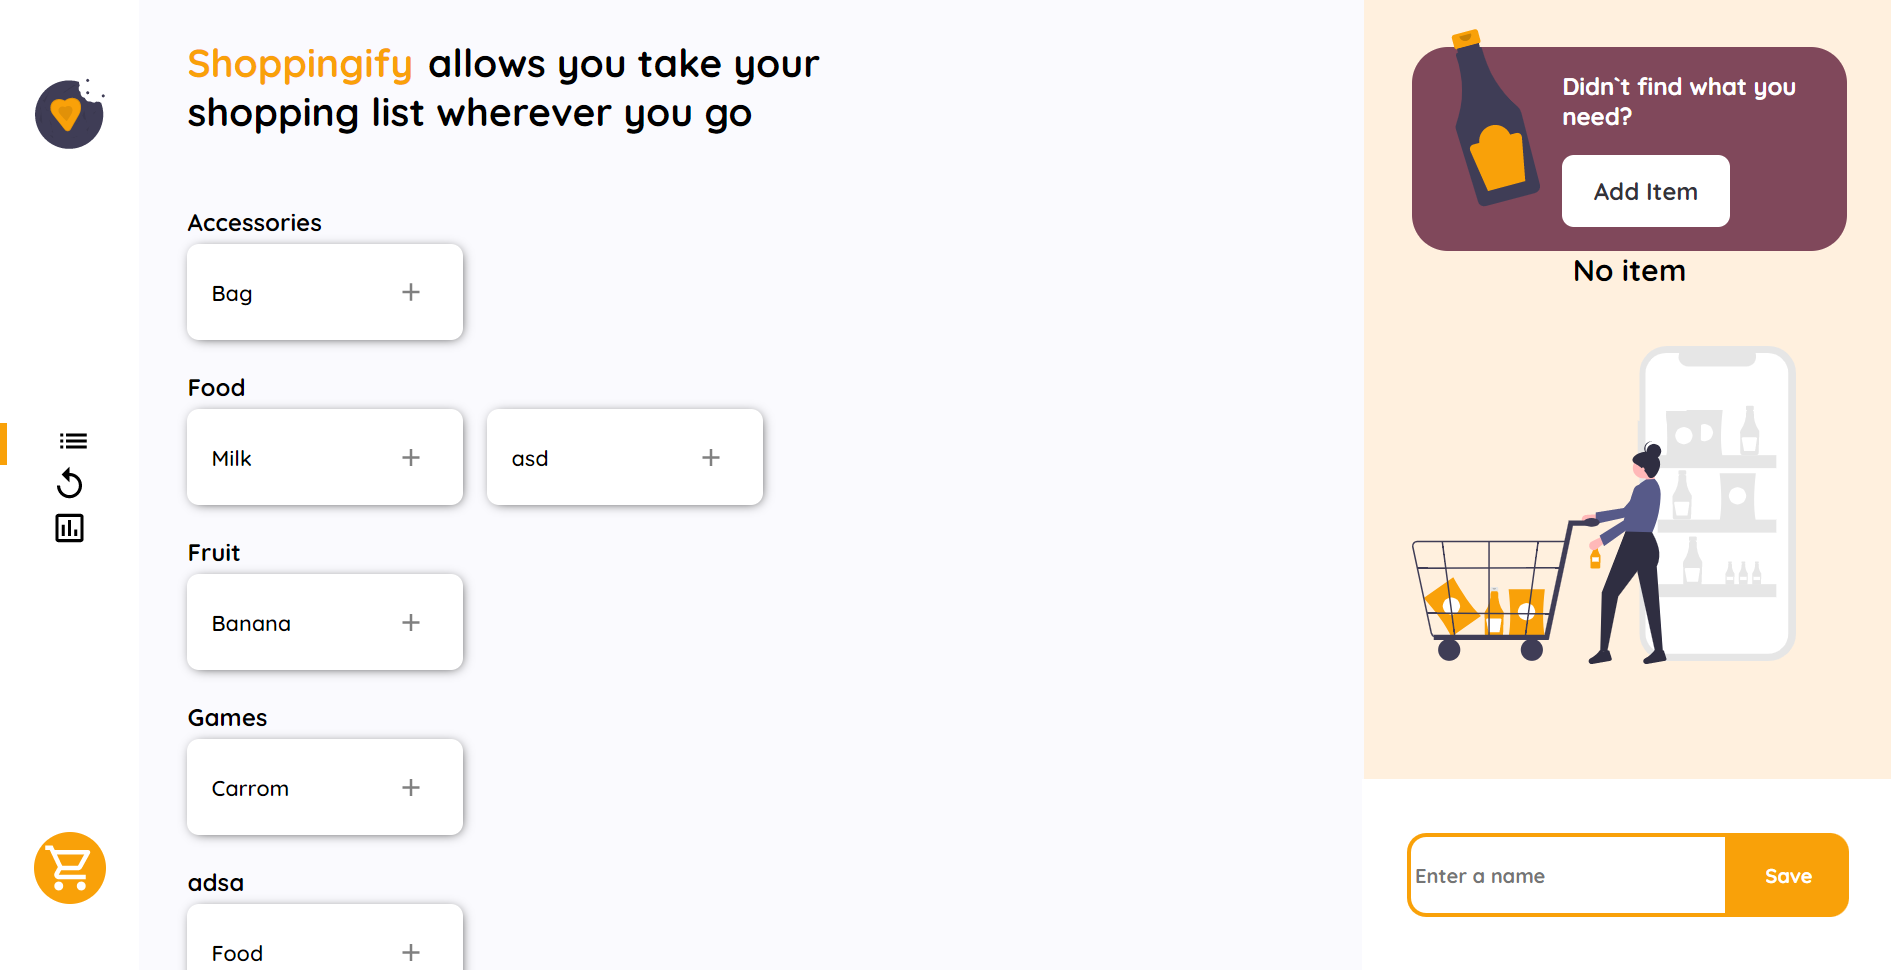 Shoppingify allows you take your
shopping list wherever you go
Accessories
Bag
Food
Milk
asd
Fruit
Banana
Games
Carrom
adsa
Food
Didn`t find what you
need?
Add Item
No item
Enter a name
Save